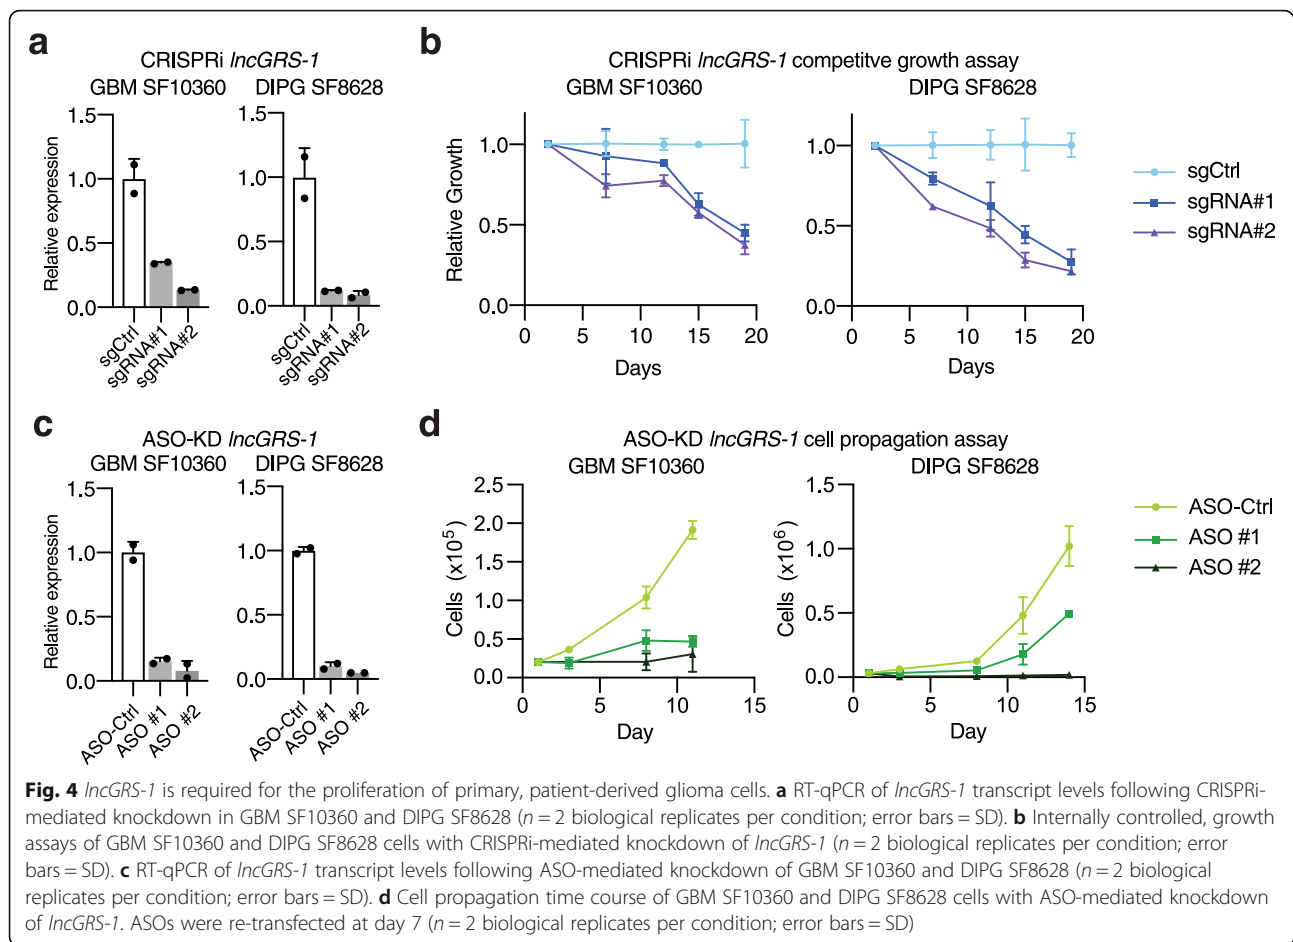 a
CRISPRi lncGRS-1
GBM SF10360
DIPG SF8628
Relative expression
1.5
1.0
0.5
0.0
sgCtrl
sgRNA#1
sgRNA#2
1.5
1.0
0.5
0.0
sgCtrl
sgRNA#1
sgRNA#2
b
CRISPRi lncGRS-1 competitve growth assay
GBM SF10360
DIPG SF8628
Relative Growth
1.0
0.5
0.0
0 5 10 15 20
Days
1.0
0.5
0.0
0 5 10 15 20
Days
sgCtrl
sgRNA#1
sgRNA#2
c
ASO-KD lncGRS-1
GBM SF10360
DIPG SF8628
Relative expression
1.5
1.0
0.5
0.0
ASO-Ctrl
ASO #1
ASO #2
1.5
1.0
0.5
0.0
ASO-Ctrl
ASO #1
ASO #2
d
ASO-KD lncGRS-1 cell propagation assay
GBM SF10360
DIPG SF8628
Cells (x10⁵)
2.5
2.0
1.5
1.0
0.5
0.0
0 5 10 15
Day
Cells (x10⁶)
1.5
1.0
0.5
0.0
0 5 10 15
Day
ASO-Ctrl
ASO #1
ASO #2
Fig. 4 lncGRS-1 is required for the proliferation of primary, patient-derived glioma cells. a RT-qPCR of lncGRS-1 transcript levels following CRISPRi-
mediated knockdown in GBM SF10360 and DIPG SF8628 (n = 2 biological replicates per condition; error bars = SD). b Internally controlled, growth
assays of GBM SF10360 and DIPG SF8628 cells with CRISPRi-mediated knockdown of lncGRS-1 (n = 2 biological replicates per condition; error
bars = SD). c RT-qPCR of lncGRS-1 transcript levels following ASO-mediated knockdown of GBM SF10360 and DIPG SF8628 (n = 2 biological
replicates per condition; error bars = SD). d Cell propagation time course of GBM SF10360 and DIPG SF8628 cells with ASO-mediated knockdown
of lncGRS-1. ASOs were re-transfected at day 7 (n = 2 biological replicates per condition; error bars = SD)